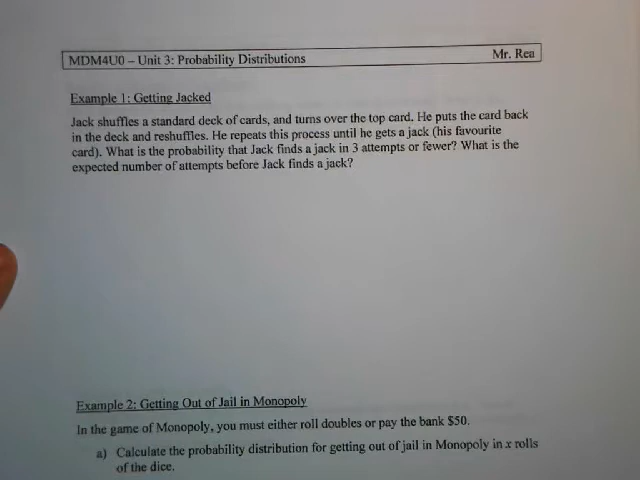 MDM4U0 – Unit 3: Probability Distributions Mr. Rea
Example 1: Getting Jacked
Jack shuffles a standard deck of cards, and turns over the top card. He puts the card back
in the deck and reshuffles. He repeats this process until he gets a jack (his favourite
card). What is the probability that Jack finds a jack in 3 attempts or fewer? What is the
expected number of attempts before Jack finds a jack?
Example 2: Getting Out of Jail in Monopoly
In the game of Monopoly, you must either roll doubles or pay the bank $50.
a) Calculate the probability distribution for getting out of jail in Monopoly in x rolls
of the dice.